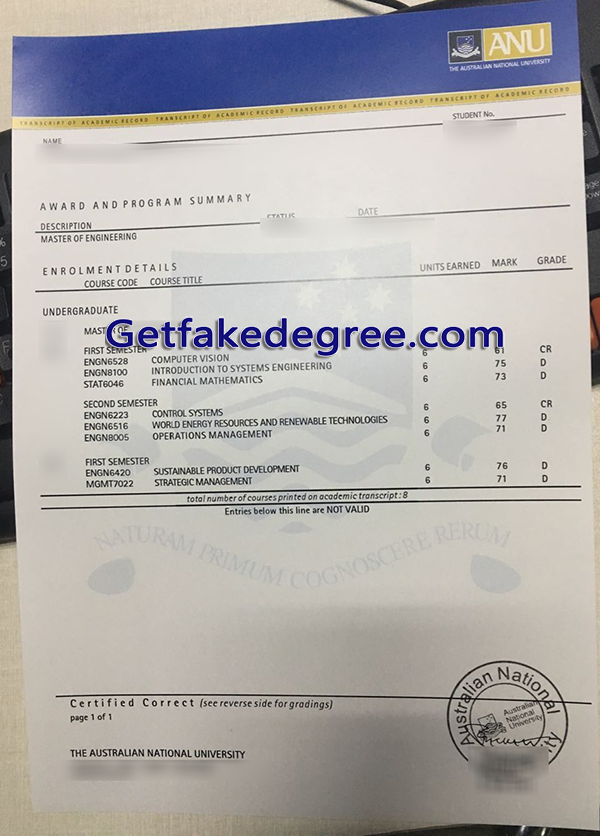 ANU
THE AUSTRALIAN NATIONAL UNIVERSITY
TRANSCRIPT OF ACADEMIC RECORD TRANSCRIPT OF ACADEMIC RECORD TRANSCRIPT OF ACADEMIC RECORD TRANSCRIPT OF ACADEMIC RECORD
NAME
STUDENT No.
AWARD AND PROGRAM SUMMARY
DESCRIPTION STATUS DATE
MASTER OF ENGINEERING
ENROLMENT DETAILS
COURSE CODE COURSE TITLE UNITS EARNED MARK GRADE
UNDERGRADUATE
MASTER OF
Getfakedegree.com
FIRST SEMESTER
ENGN6528 COMPUTER VISION 6 61 CR
ENGN8100 INTRODUCTION TO SYSTEMS ENGINEERING 6 75 D
STAT6046 FINANCIAL MATHEMATICS 6 73 D
SECOND SEMESTER
ENGN6223 CONTROL SYSTEMS 6 65 CR
ENGN6516 WORLD ENERGY RESOURCES AND RENEWABLE TECHNOLOGIES 6 77 D
ENGN8005 OPERATIONS MANAGEMENT 6 71 D
FIRST SEMESTER
ENGN6420 SUSTAINABLE PRODUCT DEVELOPMENT 6 76 D
MGMT7022 STRATEGIC MANAGEMENT 6 71 D
total number of courses printed on academic transcript : 8
Entries below this line are NOT VALID
NATURAM PRIMUM COGNOSCERE RERUM
Certified Correct (see reverse side for gradings)
page 1 of 1
THE AUSTRALIAN NATIONAL UNIVERSITY
Australian National
Australian
National
University